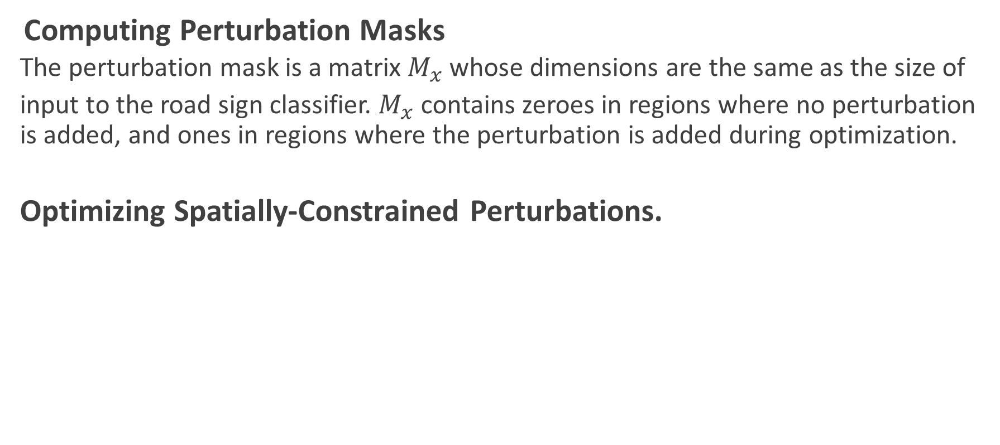 Computing Perturbation Masks
The perturbation mask is a matrix 𝑀ₓ whose dimensions are the same as the size of
input to the road sign classifier. 𝑀ₓ contains zeroes in regions where no perturbation
is added, and ones in regions where the perturbation is added during optimization.
Optimizing Spatially-Constrained Perturbations.